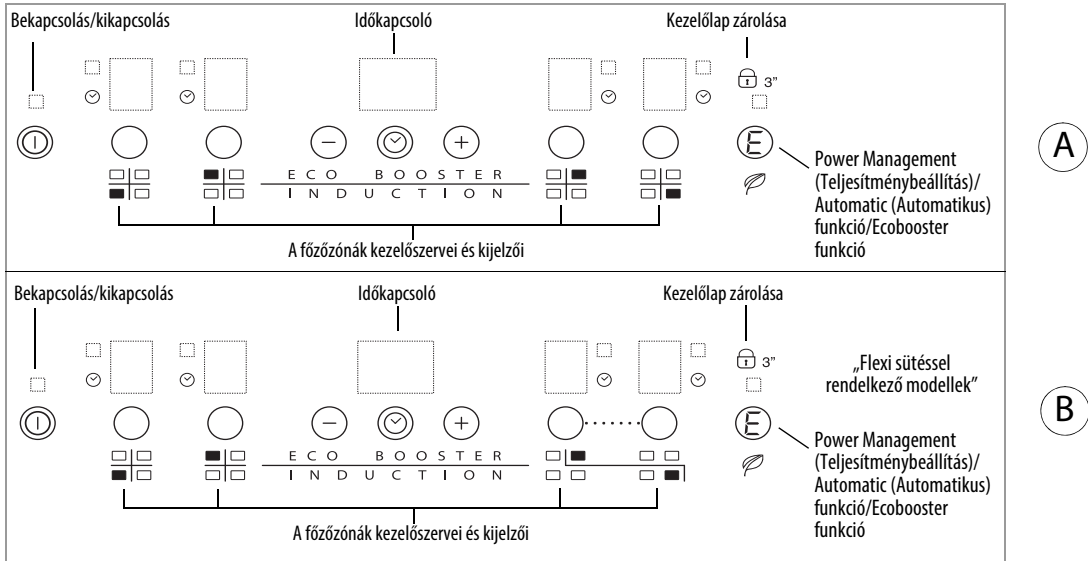 Bekapcsolás/kikapcsolás
Időkapcsoló
Kezelőlap zárolása
3”
E
ECO BOOSTER
INDUCTION
Power Management
(Teljesítménybeállítás)/
Automatic (Automatikus)
funkció/Ecobooster
funkció
A főzőzónák kezelőszervei és kijelzői
A
Bekapcsolás/kikapcsolás
Időkapcsoló
Kezelőlap zárolása
3”
„Flexi sütéssel
rendelkező modellek”
E
ECO BOOSTER
INDUCTION
Power Management
(Teljesítménybeállítás)/
Automatic (Automatikus)
funkció/Ecobooster
funkció
A főzőzónák kezelőszervei és kijelzői
B